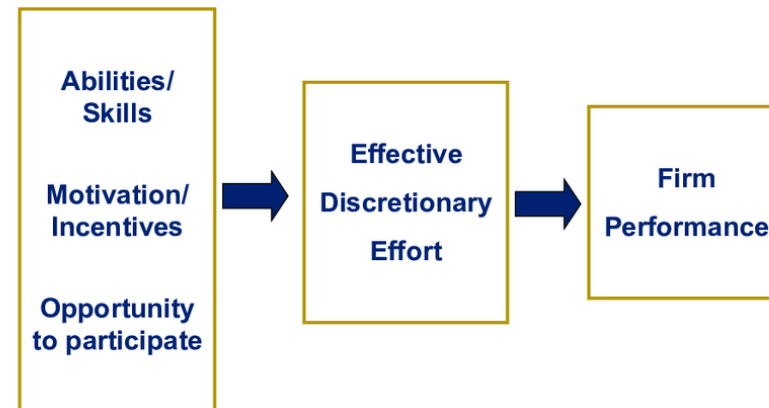 Abilities/
Skills
Motivation/
Incentives
Opportunity
to participate
Effective
Discretionary
Effort
Firm
Performance